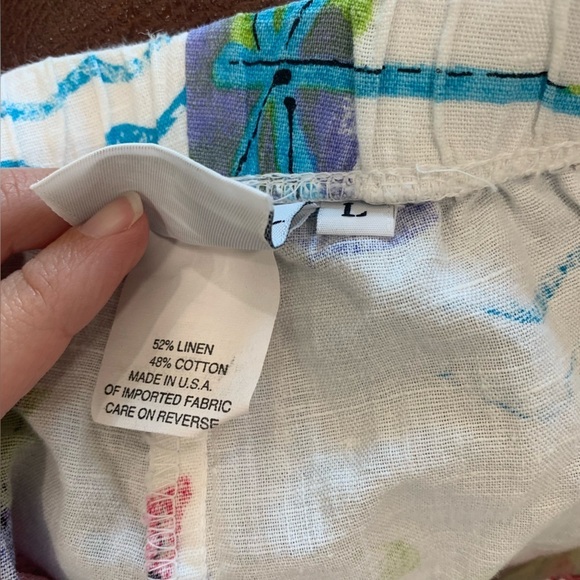 L
52% LINEN
48% COTTON
MADE IN U.S.A.
OF IMPORTED FABRIC
CARE ON REVERSE